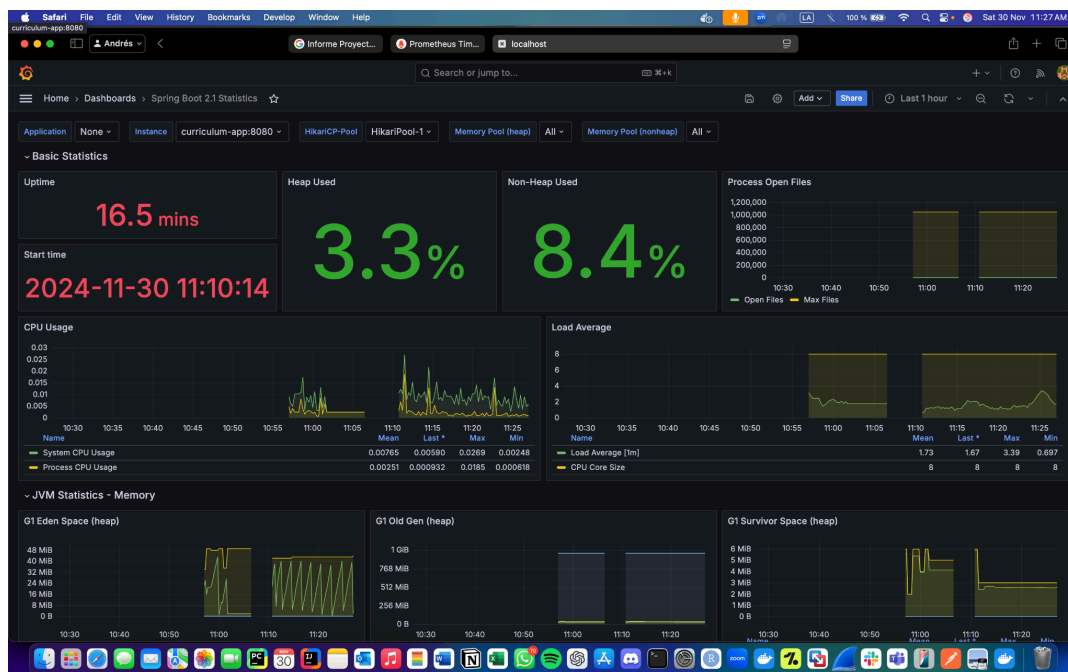 Safari File Edit View History Bookmarks Develop Window Help LA 100 % Sat 30 Nov 11:27 AM
curriculum-app:8080
Andrés Informe Proyect... Prometheus Tim... localhost
Search or jump to... ⌘+k
Home › Dashboards › Spring Boot 2.1 Statistics Add Share Last 1 hour
Application None Instance curriculum-app:8080 HikariCP-Pool HikariPool-1 Memory Pool (heap) All Memory Pool (nonheap) All
Basic Statistics
Uptime
16.5 mins
Start time
2024-11-30 11:10:14
Heap Used
3.3%
Non-Heap Used
8.4%
Process Open Files
1,200,000
1,000,000
800,000
600,000
400,000
200,000
0
10:30 10:40 10:50 11:00 11:10 11:20
Open Files Max Files
CPU Usage
0.03
0.025
0.02
0.015
0.01
0.005
0
10:30 10:35 10:40 10:45 10:50 10:55 11:00 11:05 11:10 11:15 11:20 11:25
Name Mean Last * Max Min
System CPU Usage 0.00765 0.00590 0.0269 0.00248
Process CPU Usage 0.00251 0.000932 0.0185 0.000618
Load Average
8
6
4
2
0
10:30 10:35 10:40 10:45 10:50 10:55 11:00 11:05 11:10 11:15 11:20 11:25
Name Mean Last * Max Min
Load Average [1m] 1.73 1.67 3.39 0.697
CPU Core Size 8 8 8 8
JVM Statistics - Memory
G1 Eden Space (heap)
48 MiB
40 MiB
32 MiB
24 MiB
16 MiB
8 MiB
0 B
10:30 10:40 10:50 11:00 11:10 11:20
G1 Old Gen (heap)
1 GiB
768 MiB
512 MiB
256 MiB
0 B
10:30 10:40 10:50 11:00 11:10 11:20
G1 Survivor Space (heap)
6 MiB
5 MiB
4 MiB
3 MiB
2 MiB
1 MiB
0 B
10:30 10:40 10:50 11:00 11:10 11:20
Name Mean Last * Max Min